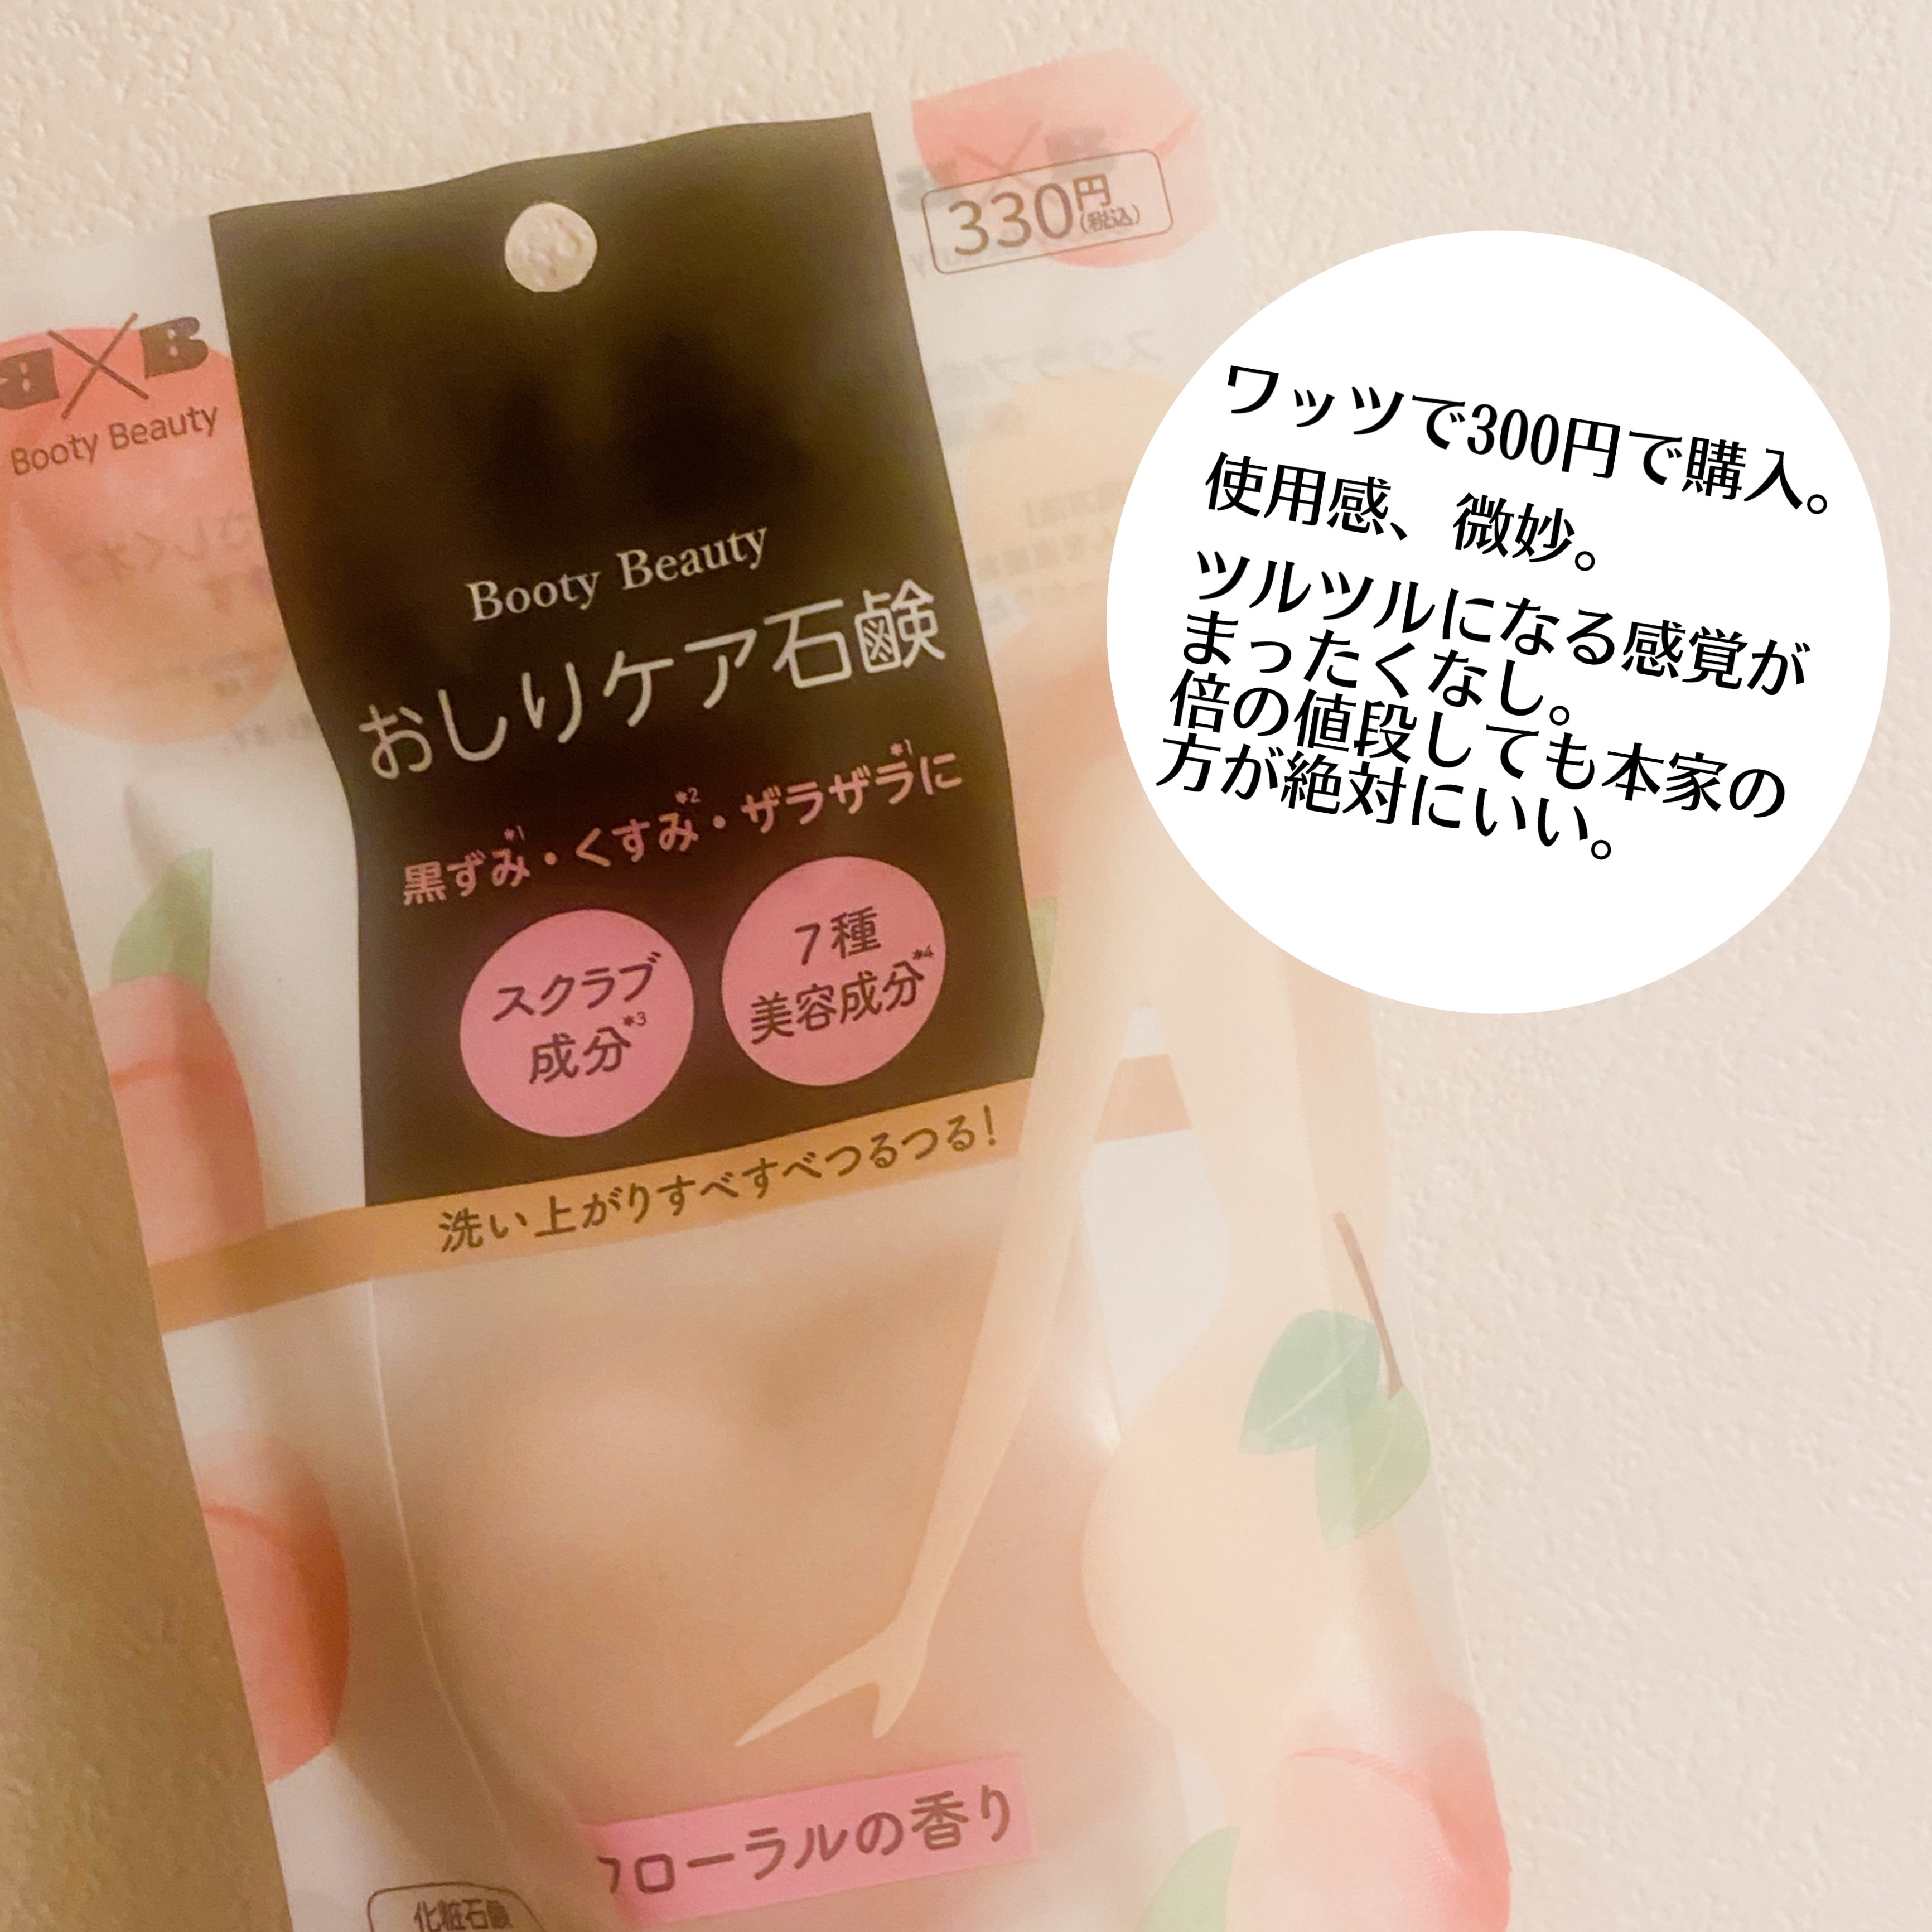 330円
(税込)
B×B
Booty Beauty
Booty Beauty
おしりケア石鹸
黒ずみ*1・くすみ*2・ザラザラ*1に
スクラブ
成分*3
7種
美容成分*4
洗い上がりすべすべつるつる!
フローラルの香り
化粧石鹸
ワッツで300円で購入。
使用感、微妙。
ツルツルになる感覚が
まったくなし。
倍の値段しても本家の
方が絶対にいい。